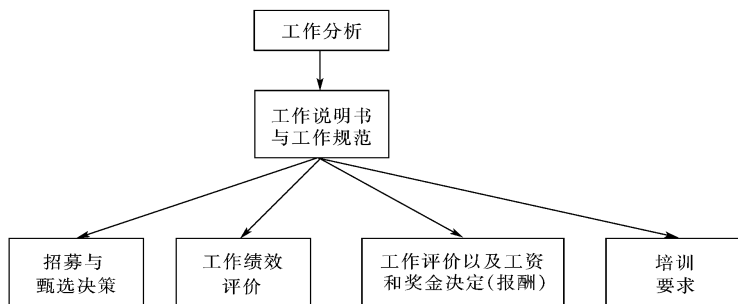 工作分析
工作说明书
与工作规范
招募与
甄选决策
工作绩效
评价
工作评价以及工资
和奖金决定(报酬)
培训
要求